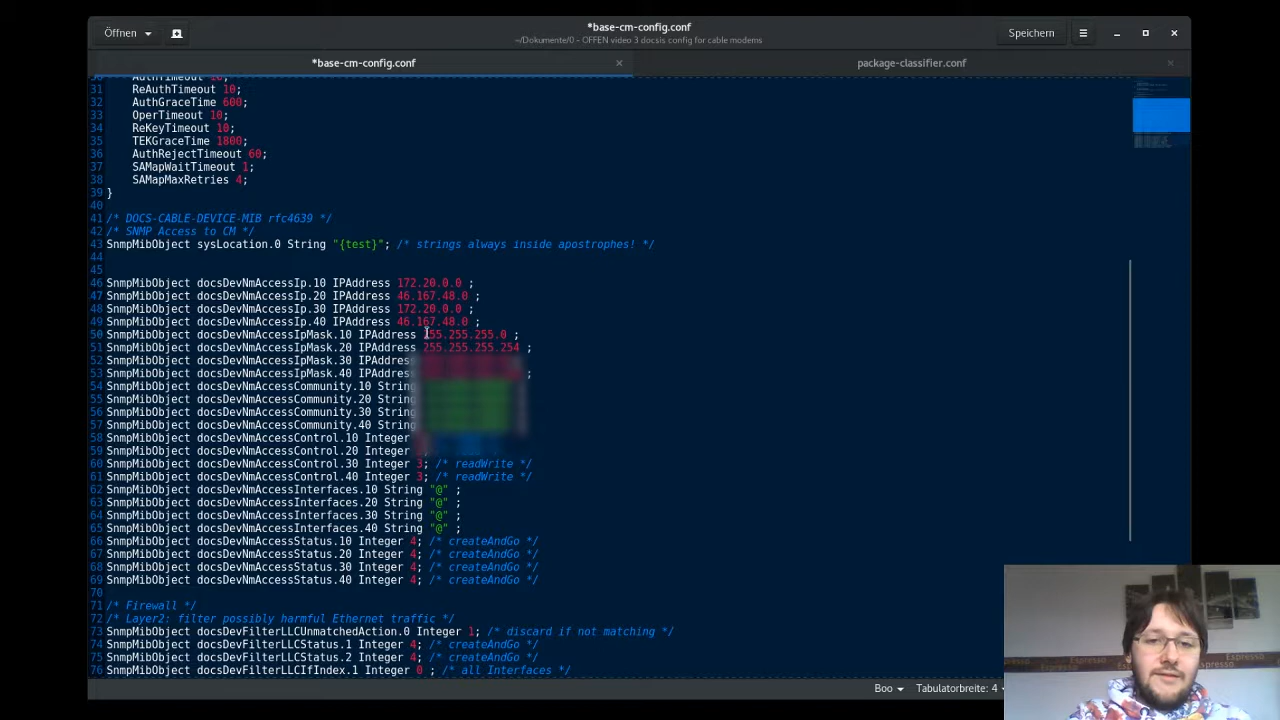 Öffnen
*base-cm-config.conf
~/Dokumente/0 - OFFEN video 3 docsis config for cable modems
Speichern
*base-cm-config.conf
package-classifier.conf
30 AuthTimeout 10;
31 ReAuthTimeout 10;
32 AuthGraceTime 600;
33 OperTimeout 10;
34 ReKeyTimeout 10;
35 TEKGraceTime 1800;
36 AuthRejectTimeout 60;
37 SAMapWaitTimeout 1;
38 SAMapMaxRetries 4;
39 }
40
41 /* DOCS-CABLE-DEVICE-MIB rfc4639 */
42 /* SNMP Access to CM */
43 SnmpMibObject sysLocation.0 String "{test}"; /* strings always inside apostrophes! */
44
45
46 SnmpMibObject docsDevNmAccessIp.10 IPAddress 172.20.0.0 ;
47 SnmpMibObject docsDevNmAccessIp.20 IPAddress 46.167.48.0 ;
48 SnmpMibObject docsDevNmAccessIp.30 IPAddress 172.20.0.0 ;
49 SnmpMibObject docsDevNmAccessIp.40 IPAddress 46.167.48.0 ;
50 SnmpMibObject docsDevNmAccessIpMask.10 IPAddress 255.255.255.0 ;
51 SnmpMibObject docsDevNmAccessIpMask.20 IPAddress 255.255.255.254 ;
52 SnmpMibObject docsDevNmAccessIpMask.30 IPAddress
53 SnmpMibObject docsDevNmAccessIpMask.40 IPAddress ;
54 SnmpMibObject docsDevNmAccessCommunity.10 String
55 SnmpMibObject docsDevNmAccessCommunity.20 String
56 SnmpMibObject docsDevNmAccessCommunity.30 String
57 SnmpMibObject docsDevNmAccessCommunity.40 String
58 SnmpMibObject docsDevNmAccessControl.10 Integer
59 SnmpMibObject docsDevNmAccessControl.20 Integer
60 SnmpMibObject docsDevNmAccessControl.30 Integer 3; /* readWrite */
61 SnmpMibObject docsDevNmAccessControl.40 Integer 3; /* readWrite */
62 SnmpMibObject docsDevNmAccessInterfaces.10 String "@" ;
63 SnmpMibObject docsDevNmAccessInterfaces.20 String "@" ;
64 SnmpMibObject docsDevNmAccessInterfaces.30 String "@" ;
65 SnmpMibObject docsDevNmAccessInterfaces.40 String "@" ;
66 SnmpMibObject docsDevNmAccessStatus.10 Integer 4; /* createAndGo */
67 SnmpMibObject docsDevNmAccessStatus.20 Integer 4; /* createAndGo */
68 SnmpMibObject docsDevNmAccessStatus.30 Integer 4; /* createAndGo */
69 SnmpMibObject docsDevNmAccessStatus.40 Integer 4; /* createAndGo */
70
71 /* Firewall */
72 /* Layer2: filter possibly harmful Ethernet traffic */
73 SnmpMibObject docsDevFilterLLCUnmatchedAction.0 Integer 1; /* discard if not matching */
74 SnmpMibObject docsDevFilterLLCStatus.1 Integer 4; /* createAndGo */
75 SnmpMibObject docsDevFilterLLCStatus.2 Integer 4; /* createAndGo */
76 SnmpMibObject docsDevFilterLLCIfIndex.1 Integer 0 ; /* all Interfaces */
Boo
Tabulatorbreite: 4
Espresso